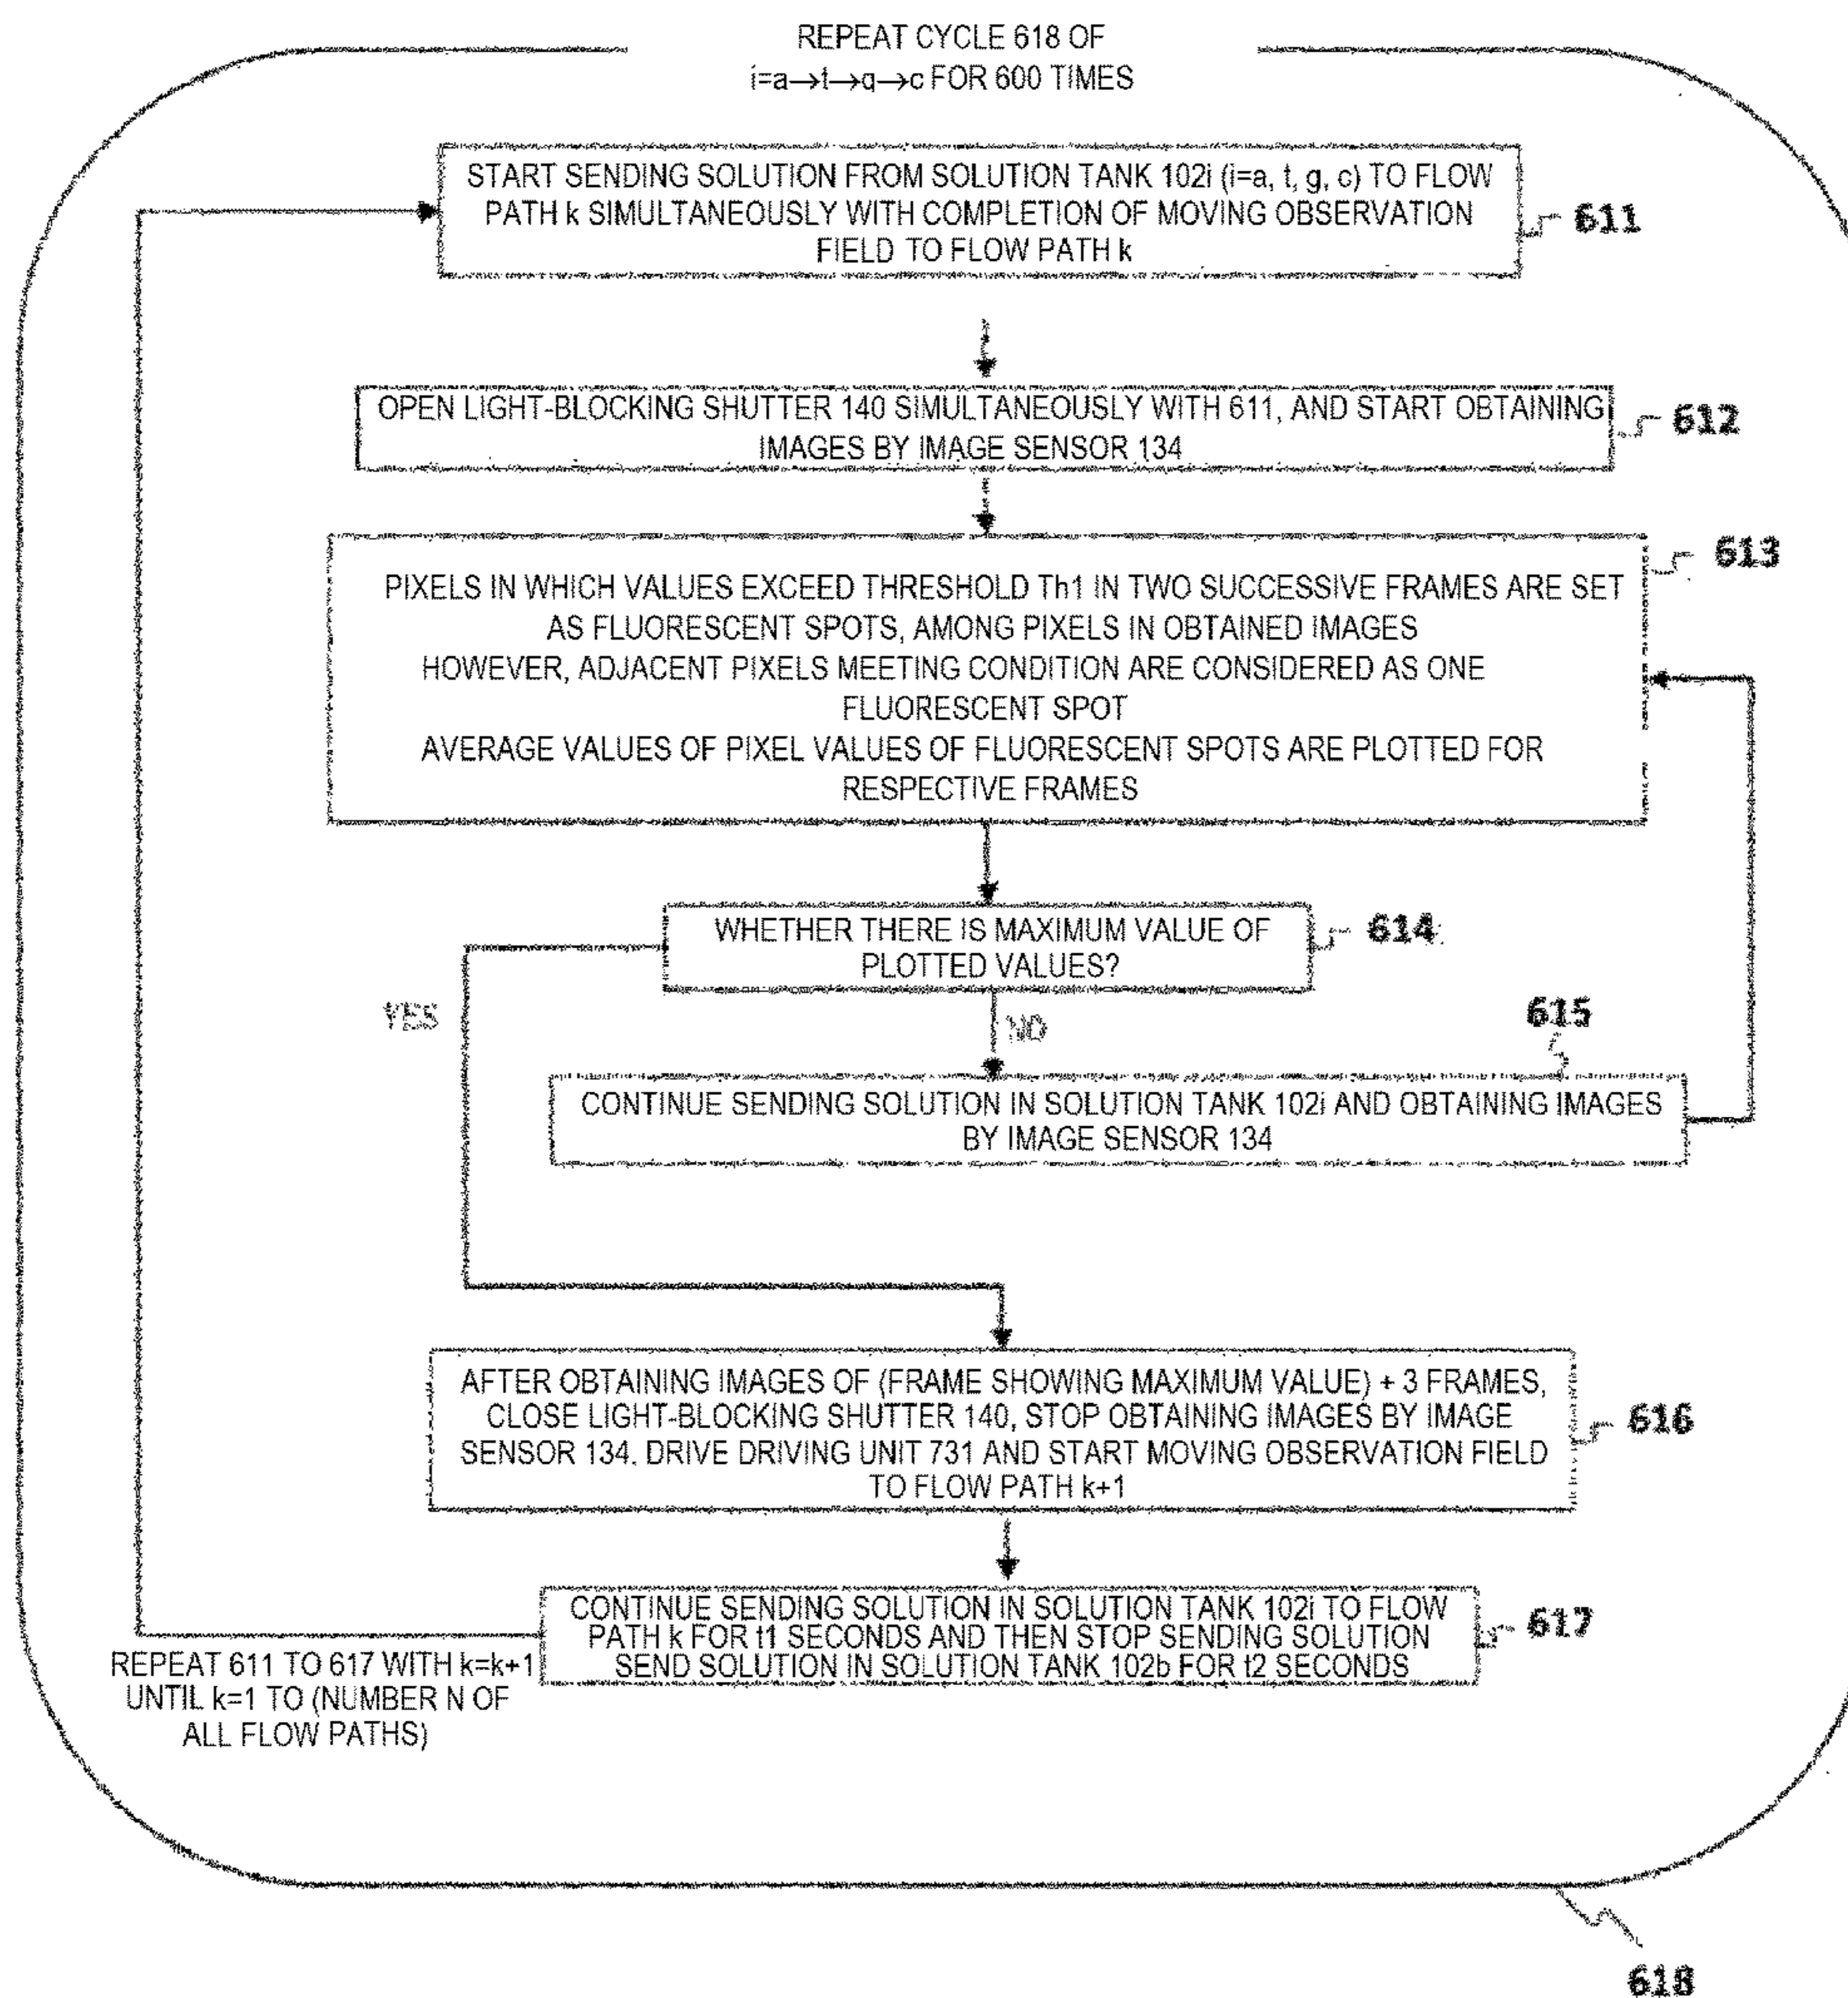 REPEAT CYCLE 618 OF
i=a→t→g→c FOR 600 TIMES
START SENDING SOLUTION FROM SOLUTION TANK 102i (i=a, t, g, c) TO FLOW
PATH k SIMULTANEOUSLY WITH COMPLETION OF MOVING OBSERVATION
FIELD TO FLOW PATH k
611
OPEN LIGHT-BLOCKING SHUTTER 140 SIMULTANEOUSLY WITH 611, AND START OBTAINING
IMAGES BY IMAGE SENSOR 134
612
613
PIXELS IN WHICH VALUES EXCEED THRESHOLD Th1 IN TWO SUCCESSIVE FRAMES ARE SET
AS FLUORESCENT SPOTS, AMONG PIXELS IN OBTAINED IMAGES
HOWEVER, ADJACENT PIXELS MEETING CONDITION ARE CONSIDERED AS ONE
FLUORESCENT SPOT
AVERAGE VALUES OF PIXEL VALUES OF FLUORESCENT SPOTS ARE PLOTTED FOR
RESPECTIVE FRAMES
WHETHER THERE IS MAXIMUM VALUE OF
PLOTTED VALUES?
614
YES
NO
615
CONTINUE SENDING SOLUTION IN SOLUTION TANK 102i AND OBTAINING IMAGES
BY IMAGE SENSOR 134
AFTER OBTAINING IMAGES OF (FRAME SHOWING MAXIMUM VALUE) + 3 FRAMES,
CLOSE LIGHT-BLOCKING SHUTTER 140, STOP OBTAINING IMAGES BY IMAGE
SENSOR 134. DRIVE DRIVING UNIT 731 AND START MOVING OBSERVATION FIELD
TO FLOW PATH k+1
616
CONTINUE SENDING SOLUTION IN SOLUTION TANK 102i TO FLOW
PATH k FOR t1 SECONDS AND THEN STOP SENDING SOLUTION
SEND SOLUTION IN SOLUTION TANK 102b FOR t2 SECONDS
617
REPEAT 611 TO 617 WITH k=k+1
UNTIL k=1 TO (NUMBER N OF
ALL FLOW PATHS)
618